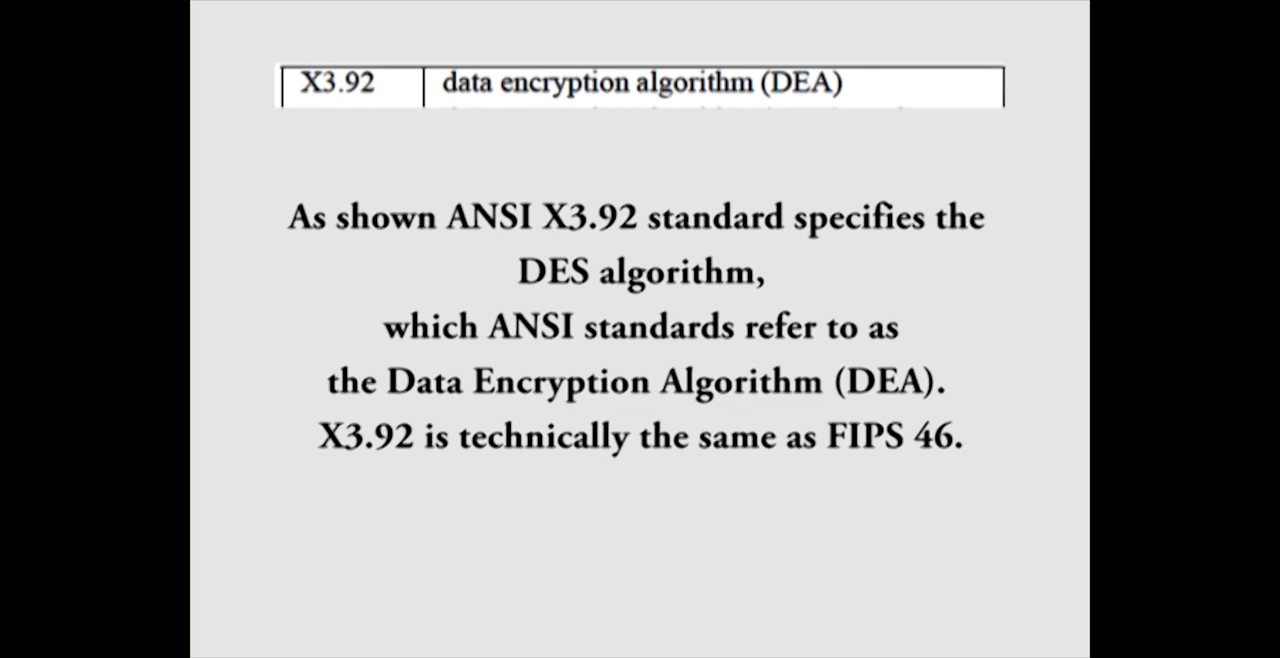 X3.92 data encryption algorithm (DEA)
As shown ANSI X3.92 standard specifies the
DES algorithm,
which ANSI standards refer to as
the Data Encryption Algorithm (DEA).
X3.92 is technically the same as FIPS 46.